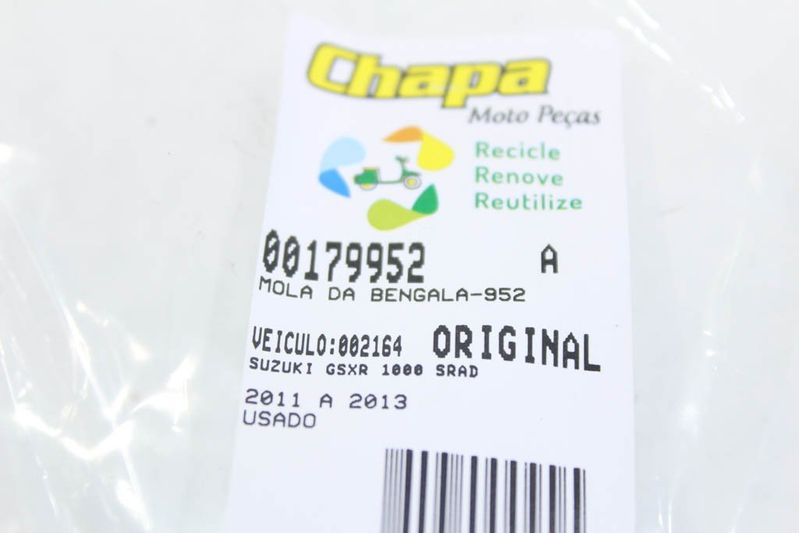 Chapa
Moto Peças
Recicle
Renove
Reutilize
00179952 A
MOLA DA BENGALA-952
VEICULO:002164 ORIGINAL
SUZUKI GSXR 1000 SRAD
2011 A 2013
USADO